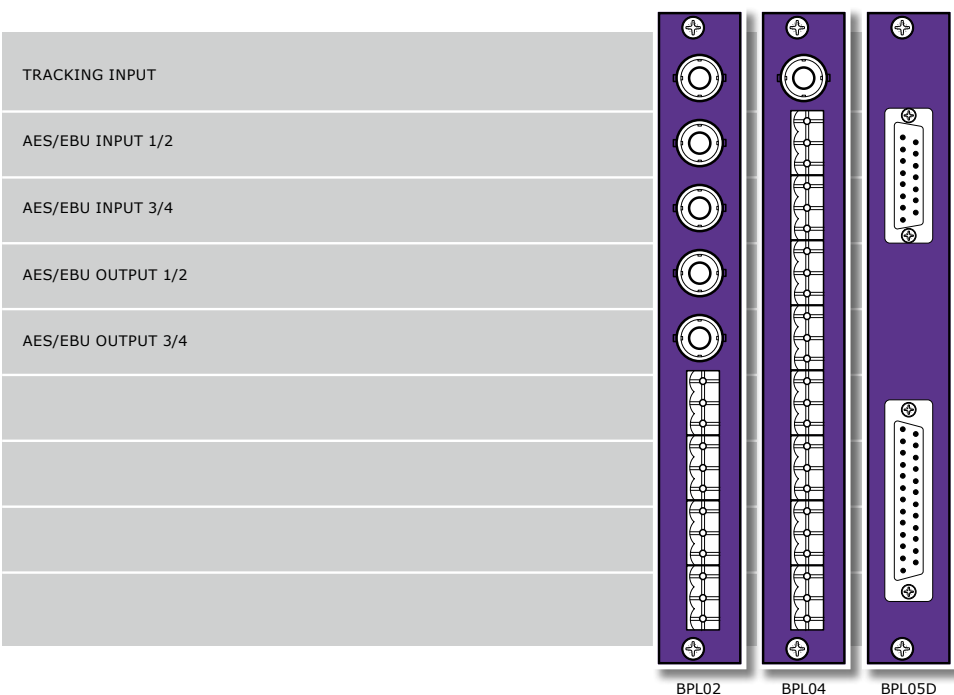 TRACKING INPUT
AES/EBU INPUT 1/2
AES/EBU INPUT 3/4
AES/EBU OUTPUT 1/2
AES/EBU OUTPUT 3/4
BPL02 BPL04 BPL05D